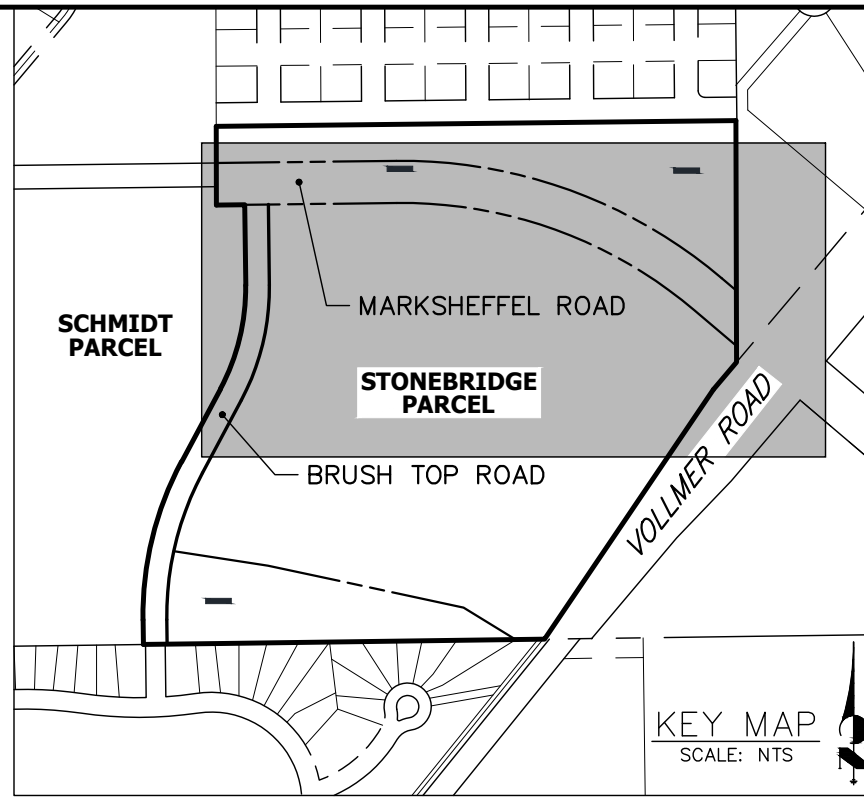 MARKSHEFFEL ROAD
SCHMIDT
PARCEL
STONEBRIDGE
PARCEL
VOLLMER ROAD
BRUSH TOP ROAD
KEY MAP
SCALE: NTS